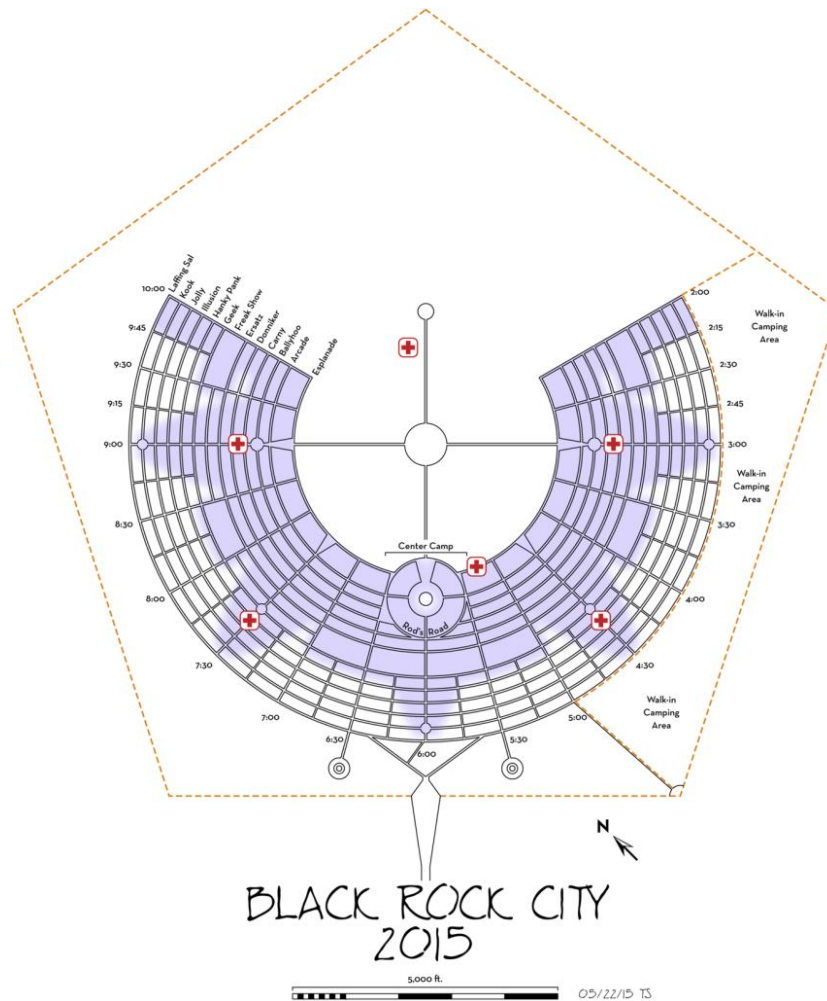 Laffing Sal
Kook
Jolly
Illusion
Hanky Pank
Geek
Freak Show
Ersatz
Donniker
Carny
Ballyhoo
Arcade
Esplanade
10:00
9:45
9:30
9:15
9:00
8:30
8:00
7:30
7:00
6:30
6:00
5:30
5:00
4:30
4:00
3:30
3:00
2:45
2:30
2:15
2:00
Walk-in
Camping
Area
Walk-in
Camping
Area
Walk-in
Camping
Area
Center Camp
Rod's Road
N
BLACK ROCK CITY
2015
5,000 ft.
05/22/15 TS